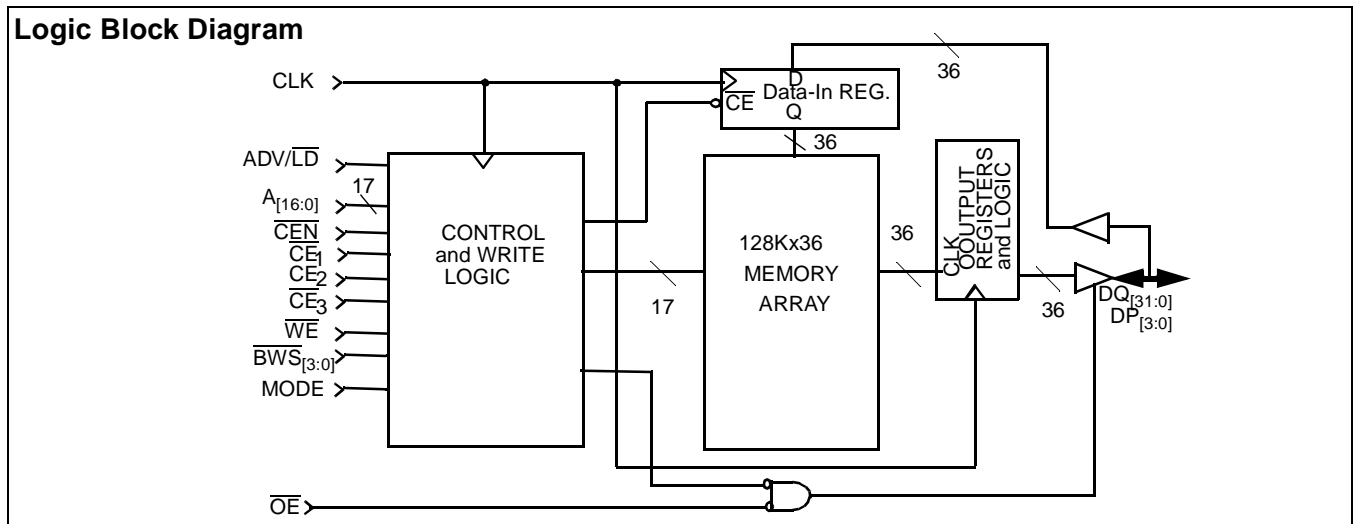 Logic Block Diagram
36
CLK
D
CE Data-In REG.
Q
36
ADV/LD
17
A[16:0]
CEN
CE1
CE2
CE3
WE
BWS[3:0]
MODE
CONTROL
and WRITE
LOGIC
17
128Kx36
MEMORY
ARRAY
36
CLK
OOUTPUT
REGISTERS
and LOGIC
36
DQ[31:0]
DP[3:0]
OE